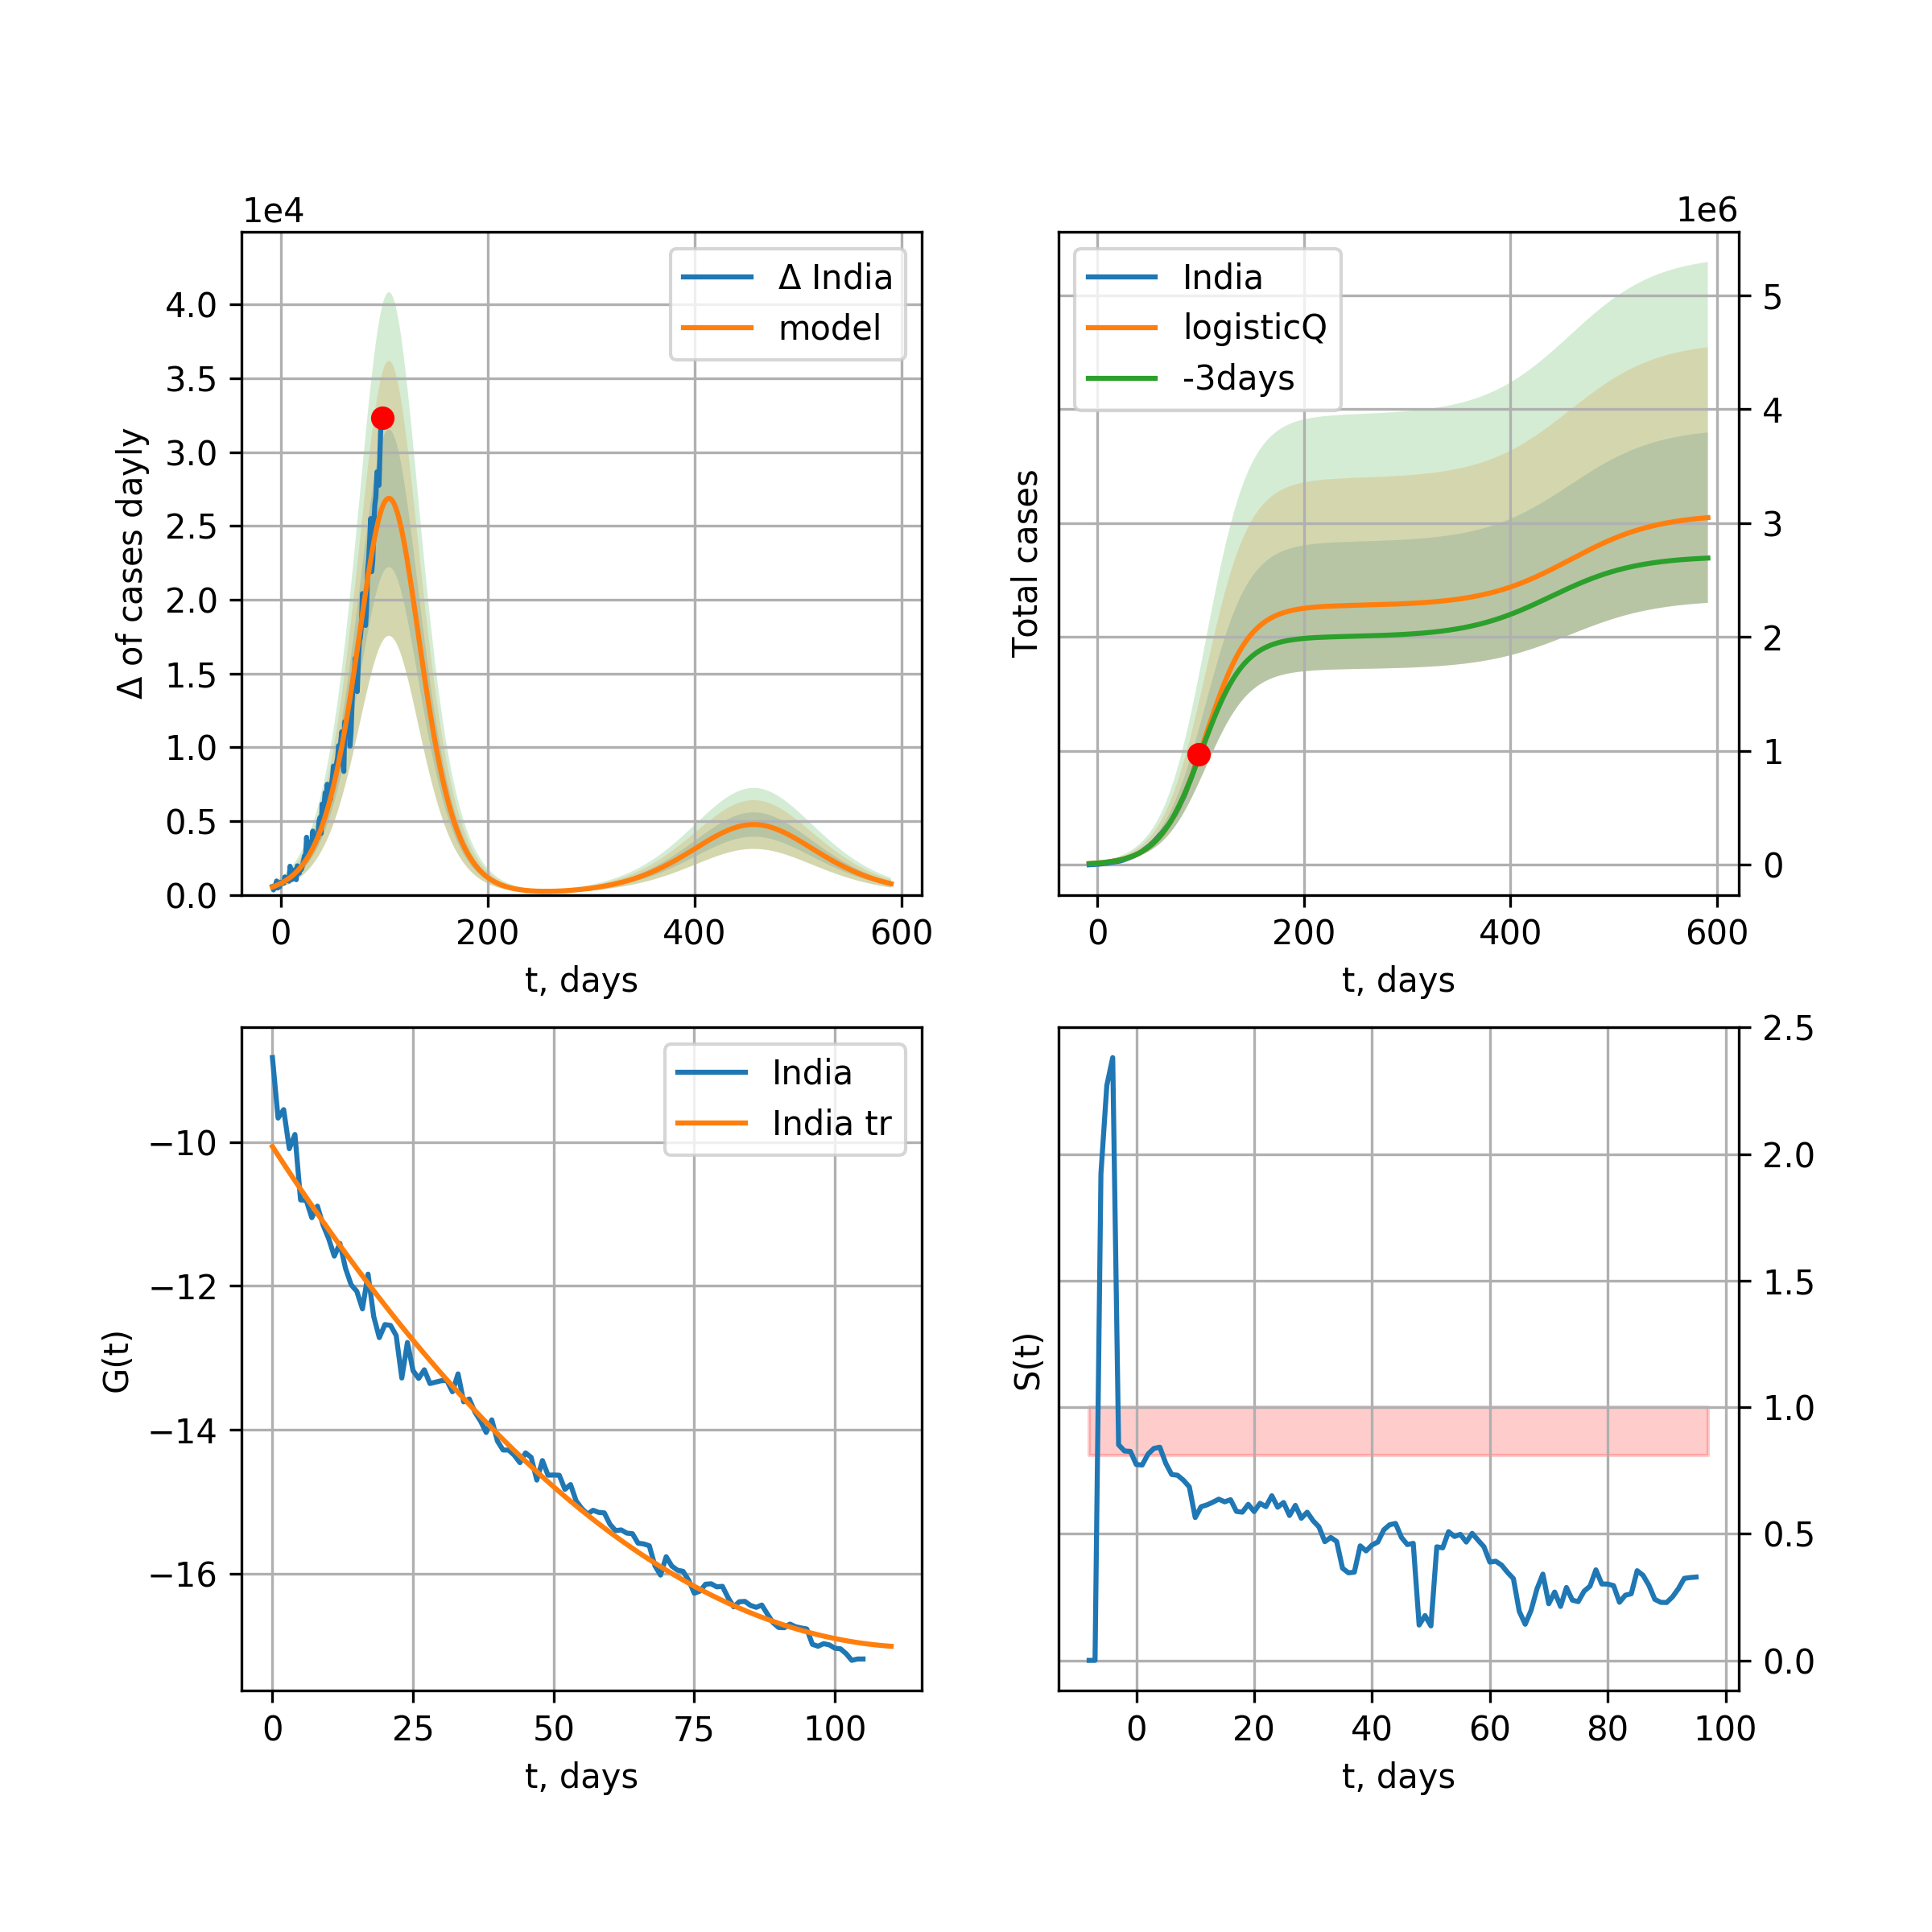 1e4
Δ of cases dayly
4.0
3.5
3.0
2.5
2.0
1.5
1.0
0.5
0.0
Δ India
model
0 200 400 600
t, days
1e6
Total cases
India
logisticQ
-3days
5
4
3
2
1
0
0 200 400 600
t, days
G(t)
−10
−12
−14
−16
India
India tr
0 25 50 75 100
t, days
S(t)
2.5
2.0
1.5
1.0
0.5
0.0
0 20 40 60 80 100
t, days